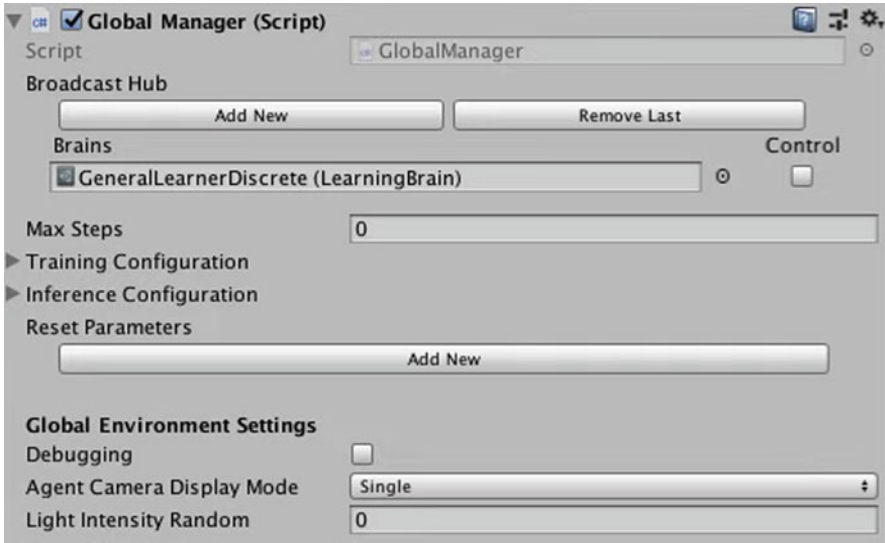 Global Manager (Script)
Script GlobalManager
Broadcast Hub
Add New Remove Last
Brains Control
GeneralLearnerDiscrete (LearningBrain)
Max Steps 0
Training Configuration
Inference Configuration
Reset Parameters
Add New
Global Environment Settings
Debugging
Agent Camera Display Mode Single
Light Intensity Random 0